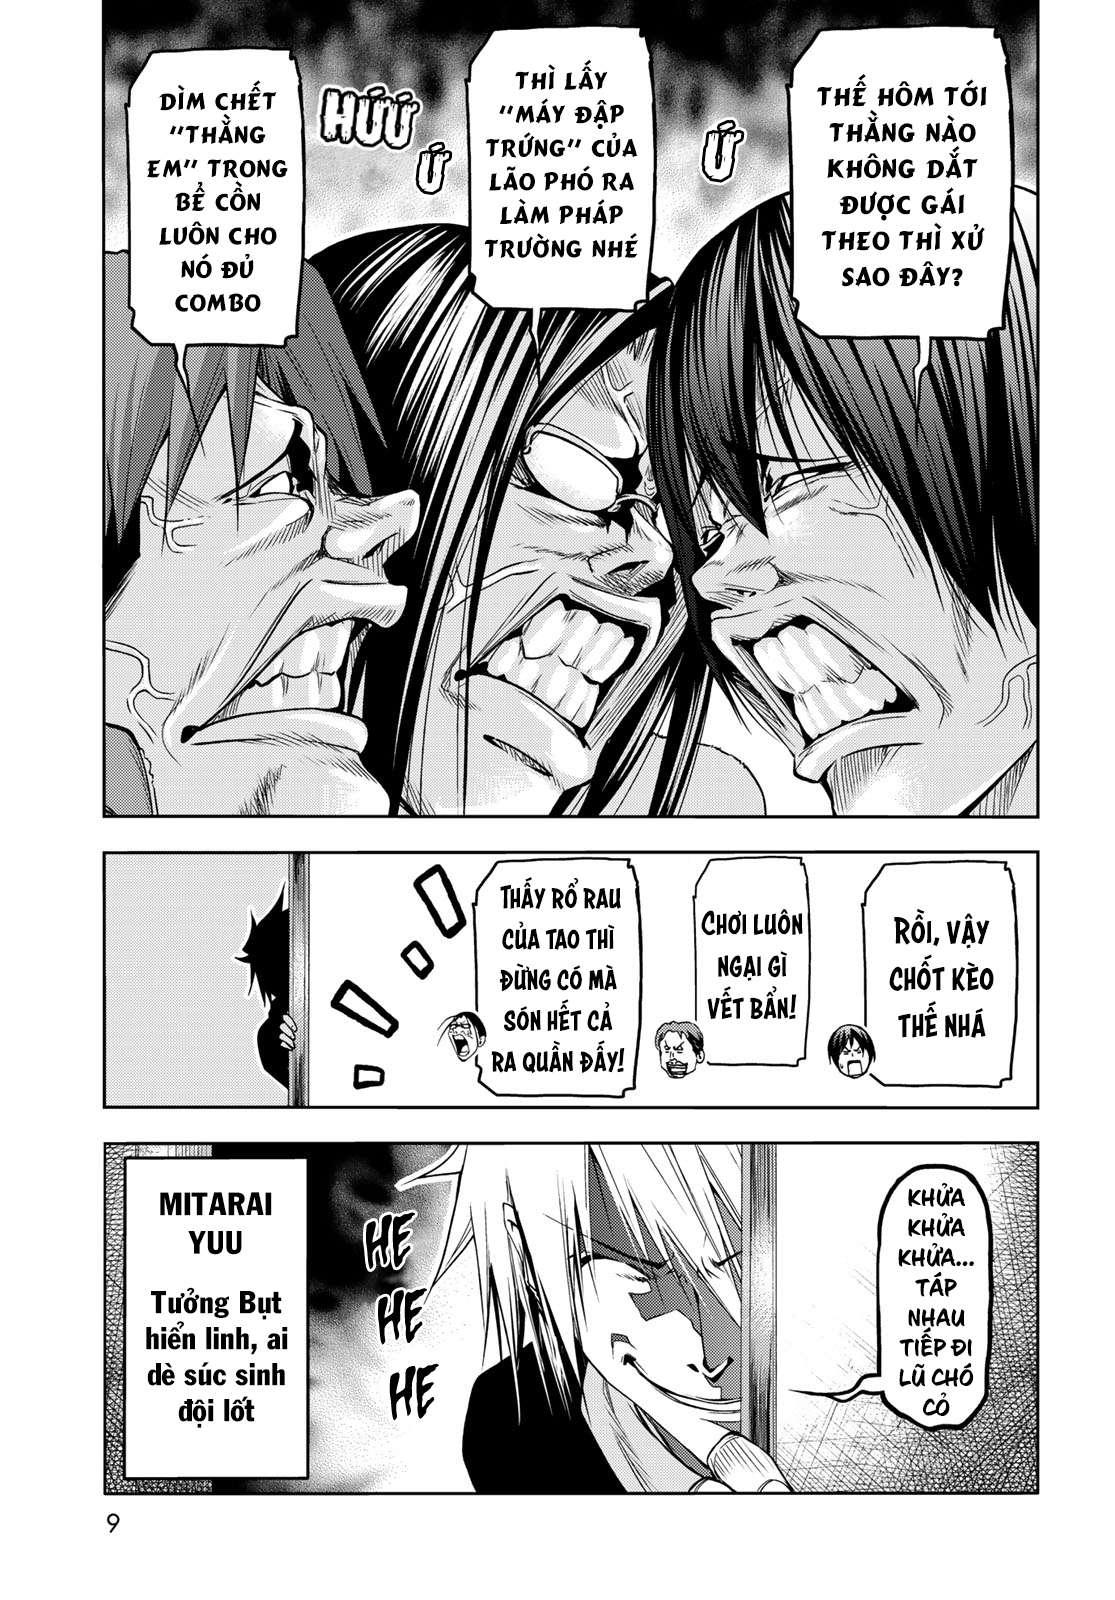 THẾ HÔM TỚI
THẰNG NÀO
KHÔNG DẮT
ĐƯỢC GÁI
THEO THÌ XỬ
SAO ĐÂY?
Ứ
THÌ LẤY
“MÁY ĐẬP
TRỨNG” CỦA
LÃO PHÓ RA
LÀM PHÁP
TRƯỜNG NHÉ
HỨỨ
Ứ
DÌM CHẾT
“THẰNG
EM” TRONG
BỂ CỒN
LUÔN CHO
NÓ ĐỦ
COMBO
RỒI, VẬY
CHỐT KÈO
THẾ NHÁ
CHƠI LUÔN
NGẠI GÌ
VẾT BẨN!
THẤY RỔ RAU
CỦA TAO THÌ
ĐỪNG CÓ MÀ
SÓN HẾT CẢ
RA QUẦN ĐẤY!
KHỬA
KHỬA
KHỬA...
TÁP
NHAU
TIẾP ĐI
LŨ CHÓ
CỎ
HE
HE
HE
MITARAI
YUU
Tưởng Bụt
hiển linh, ai
dè súc sinh
đội lốt
9